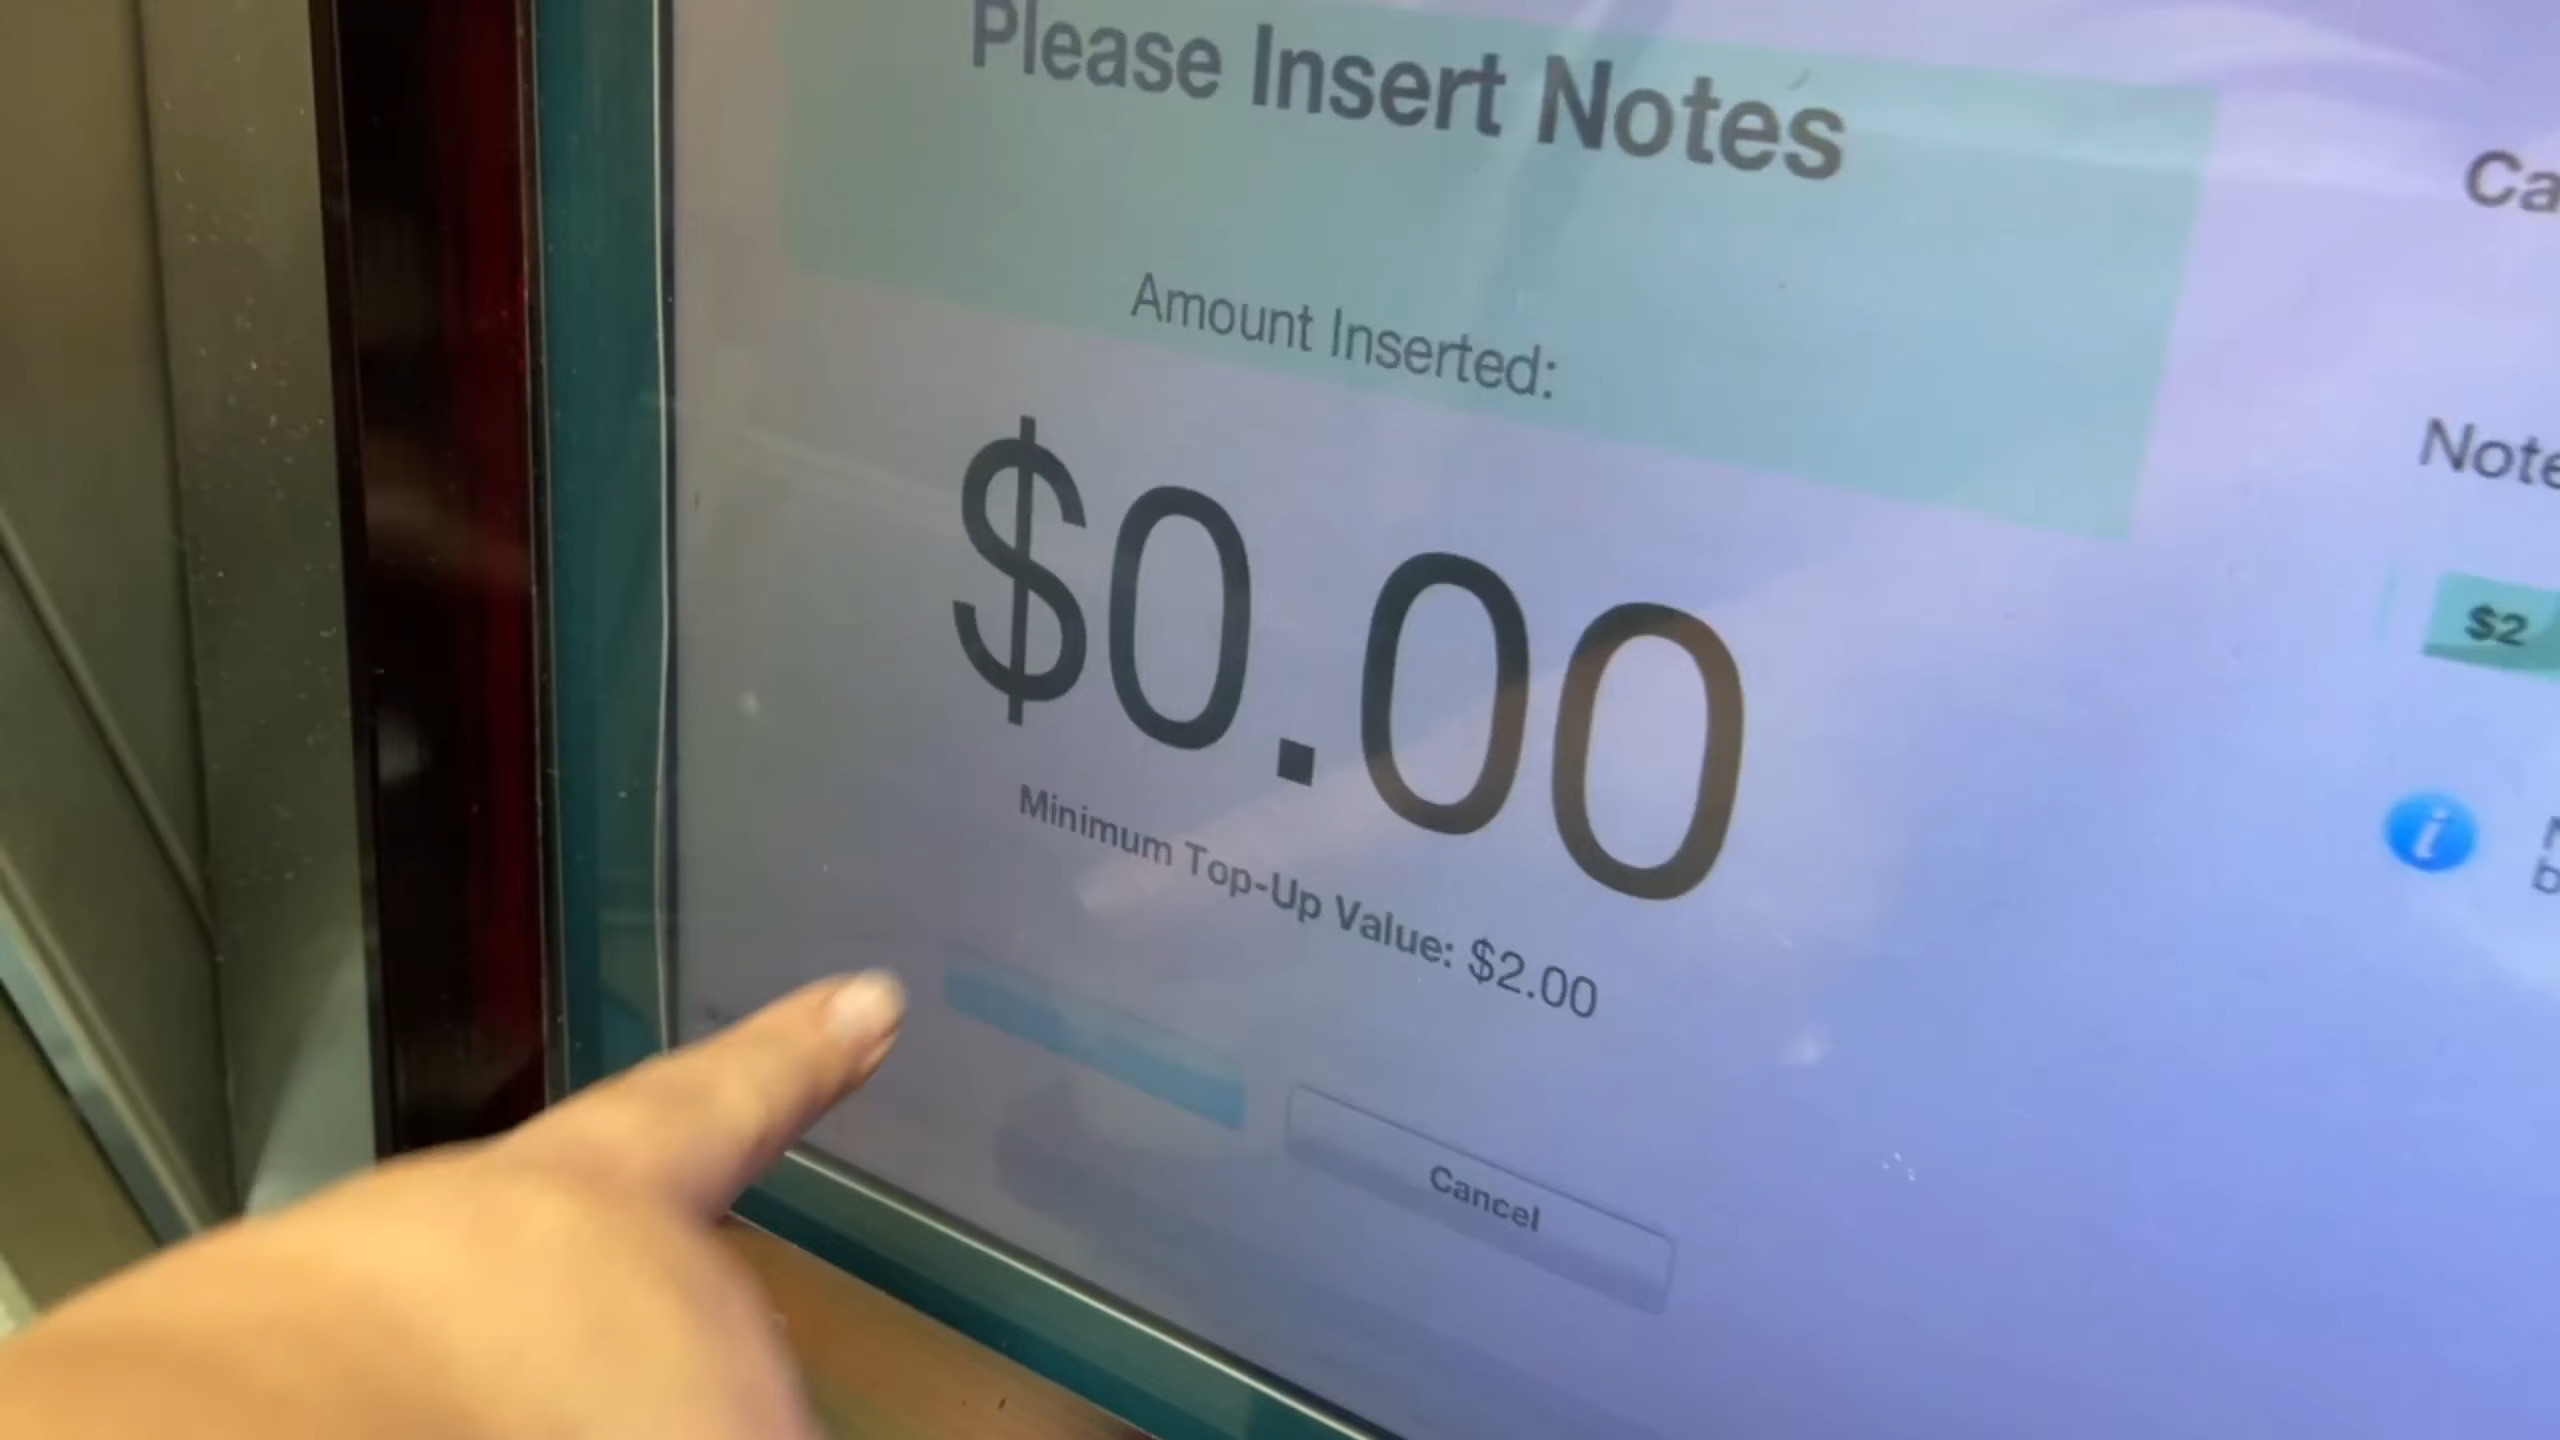 Please Insert Notes
Amount Inserted:
$0.00
Minimum Top-Up Value: $2.00
Cancel
$2